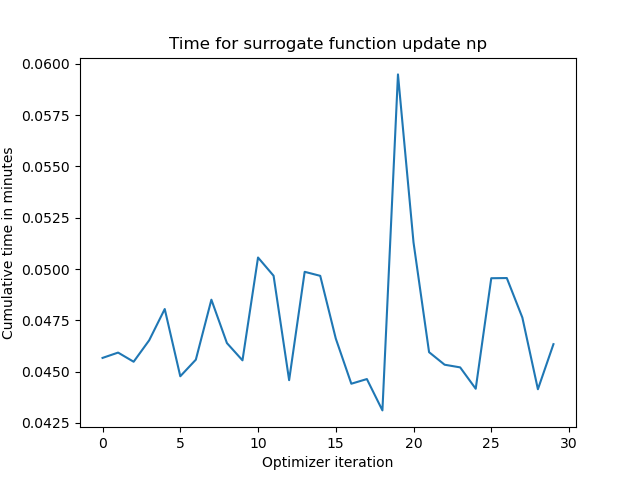 Time for surrogate function update np
Cumulative time in minutes
0.0600
0.0575
0.0550
0.0525
0.0500
0.0475
0.0450
0.0425
0 5 10 15 20 25 30
Optimizer iteration